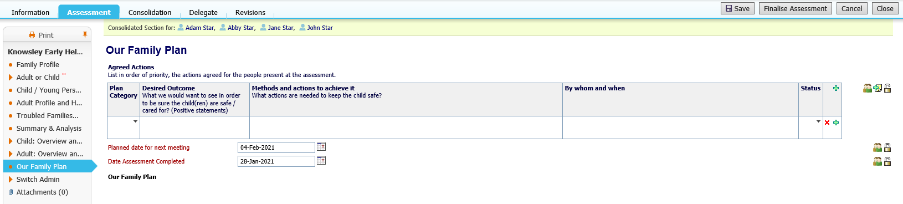 Information Assessment Consolidation Delegate Revisions Save Finalise Assessment Cancel Close
Print
Consolidated Section for: Adam Star, Abby Star, Jane Star, John Star
Knowsley Early Hel...
Family Profile
Adult or Child
Child / Young Pers...
Adult Profile and H...
Troubled Families...
Summary & Analysis
Child: Overview an...
Adult: Overview an...
Our Family Plan
Switch Admin
Attachments (0)
Our Family Plan
Agreed Actions
List in order of priority, the actions agreed for the people present at the assessment.
Plan Category
Desired Outcome
What we would want to see in order
to be sure the child(ren) are safe /
cared for? (Positive statements)
Methods and actions to achieve it
What actions are needed to keep the child safe?
By whom and when
Status
Planned date for next meeting 04-Feb-2021
Date Assessment Completed 28-Jan-2021
Our Family Plan